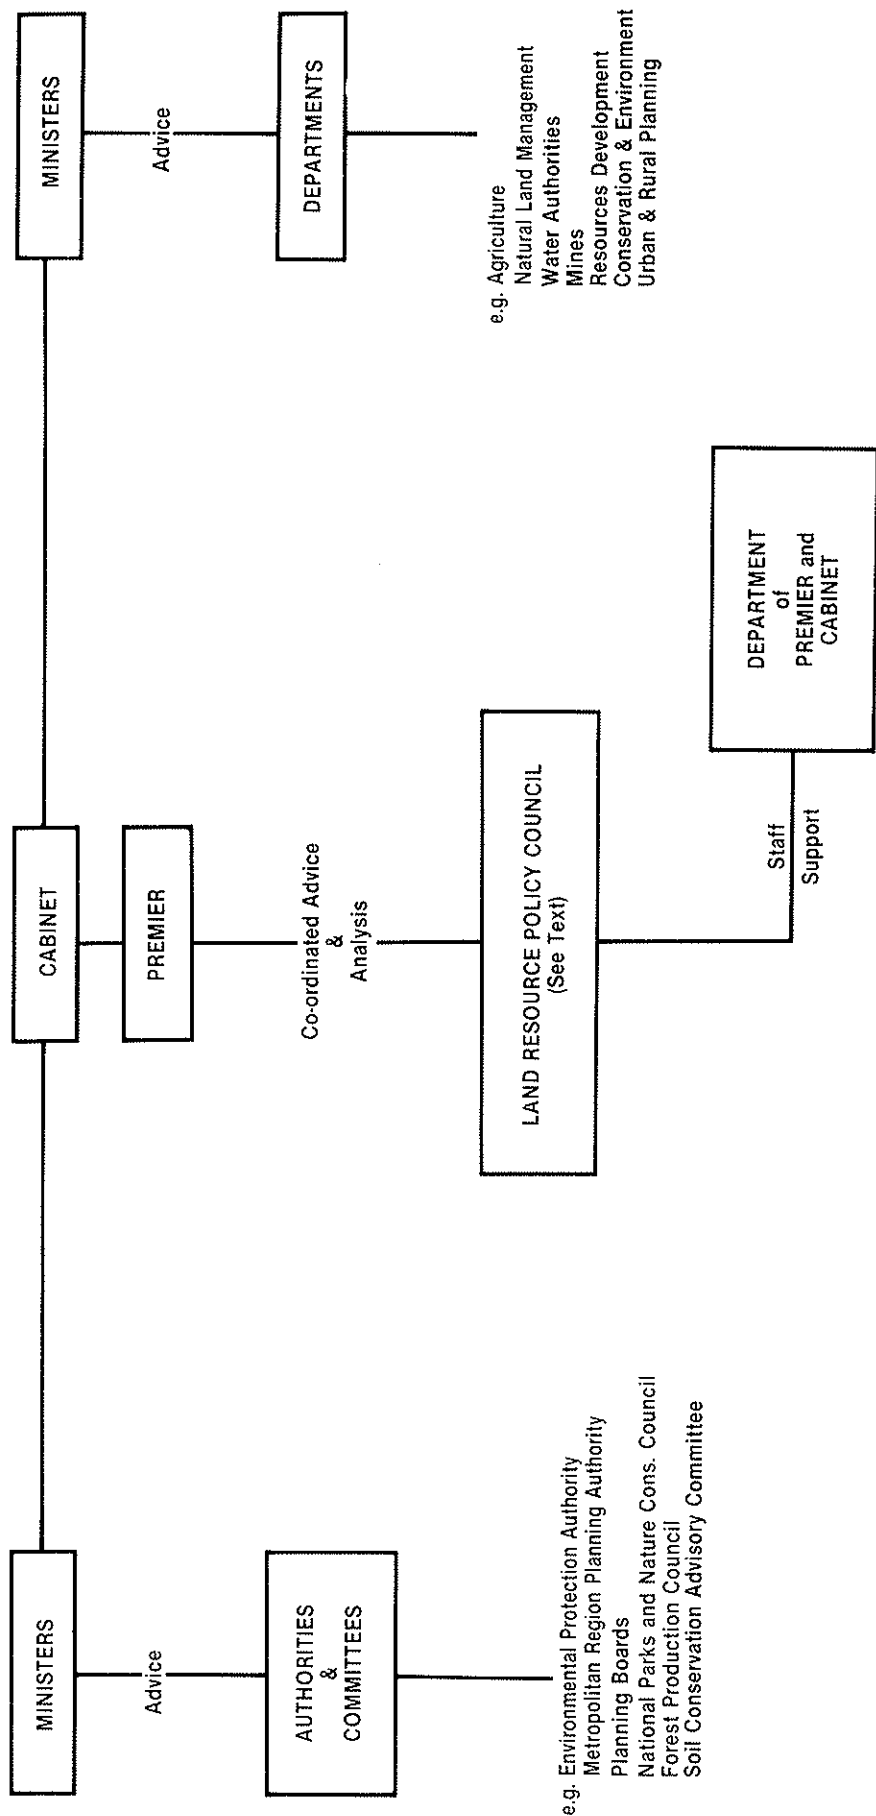 MINISTERS
Advice
AUTHORITIES
&
COMMITTEES
e.g. Environmental Protection Authority
Metropolitan Region Planning Authority
Planning Boards
National Parks and Nature Cons. Council
Forest Production Council
Soil Conservation Advisory Committee
CABINET
PREMIER
Co-ordinated Advice
&
Analysis
LAND RESOURCE POLICY COUNCIL
(See Text)
Staff
Support
DEPARTMENT
of
PREMIER and
CABINET
MINISTERS
Advice
DEPARTMENTS
e.g. Agriculture
Natural Land Management
Water Authorities
Mines
Resources Development
Conservation & Environment
Urban & Rural Planning